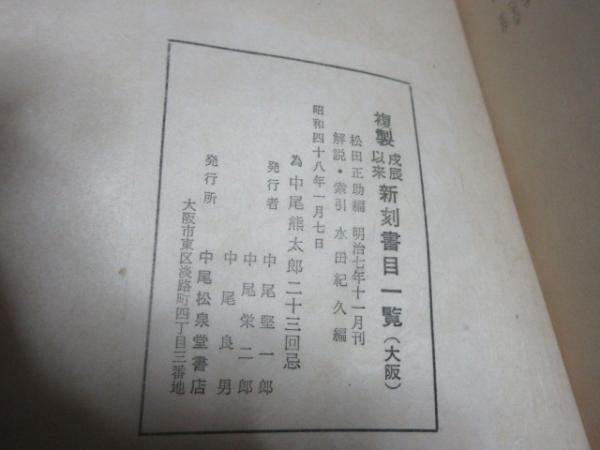 複製 戊辰以来 新刻書目一覧（大阪）
松田正助編 明治七年十一月刊
解説・索引 水田紀久編
昭和四十八年一月七日
為中尾熊太郎二十三回忌
発行者 中尾堅一郎
中尾栄二郎
中尾良男
発行所 中尾松泉堂書店
大阪市東区淡路町四丁目三番地